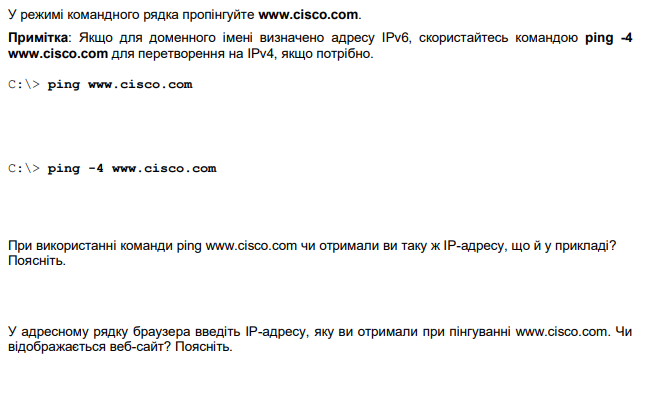 У режимі командного рядка пропінгуйте www.cisco.com.
Примітка: Якщо для доменного імені визначено адресу IPv6, скористайтесь командою ping -4
www.cisco.com для перетворення на IPv4, якщо потрібно.
C:\> ping www.cisco.com
C:\> ping -4 www.cisco.com
При використанні команди ping www.cisco.com чи отримали ви таку ж IP-адресу, що й у прикладі?
Поясніть.
У адресному рядку браузера введіть IP-адресу, яку ви отримали при пінгуванні www.cisco.com. Чи
відображається веб-сайт? Поясніть.